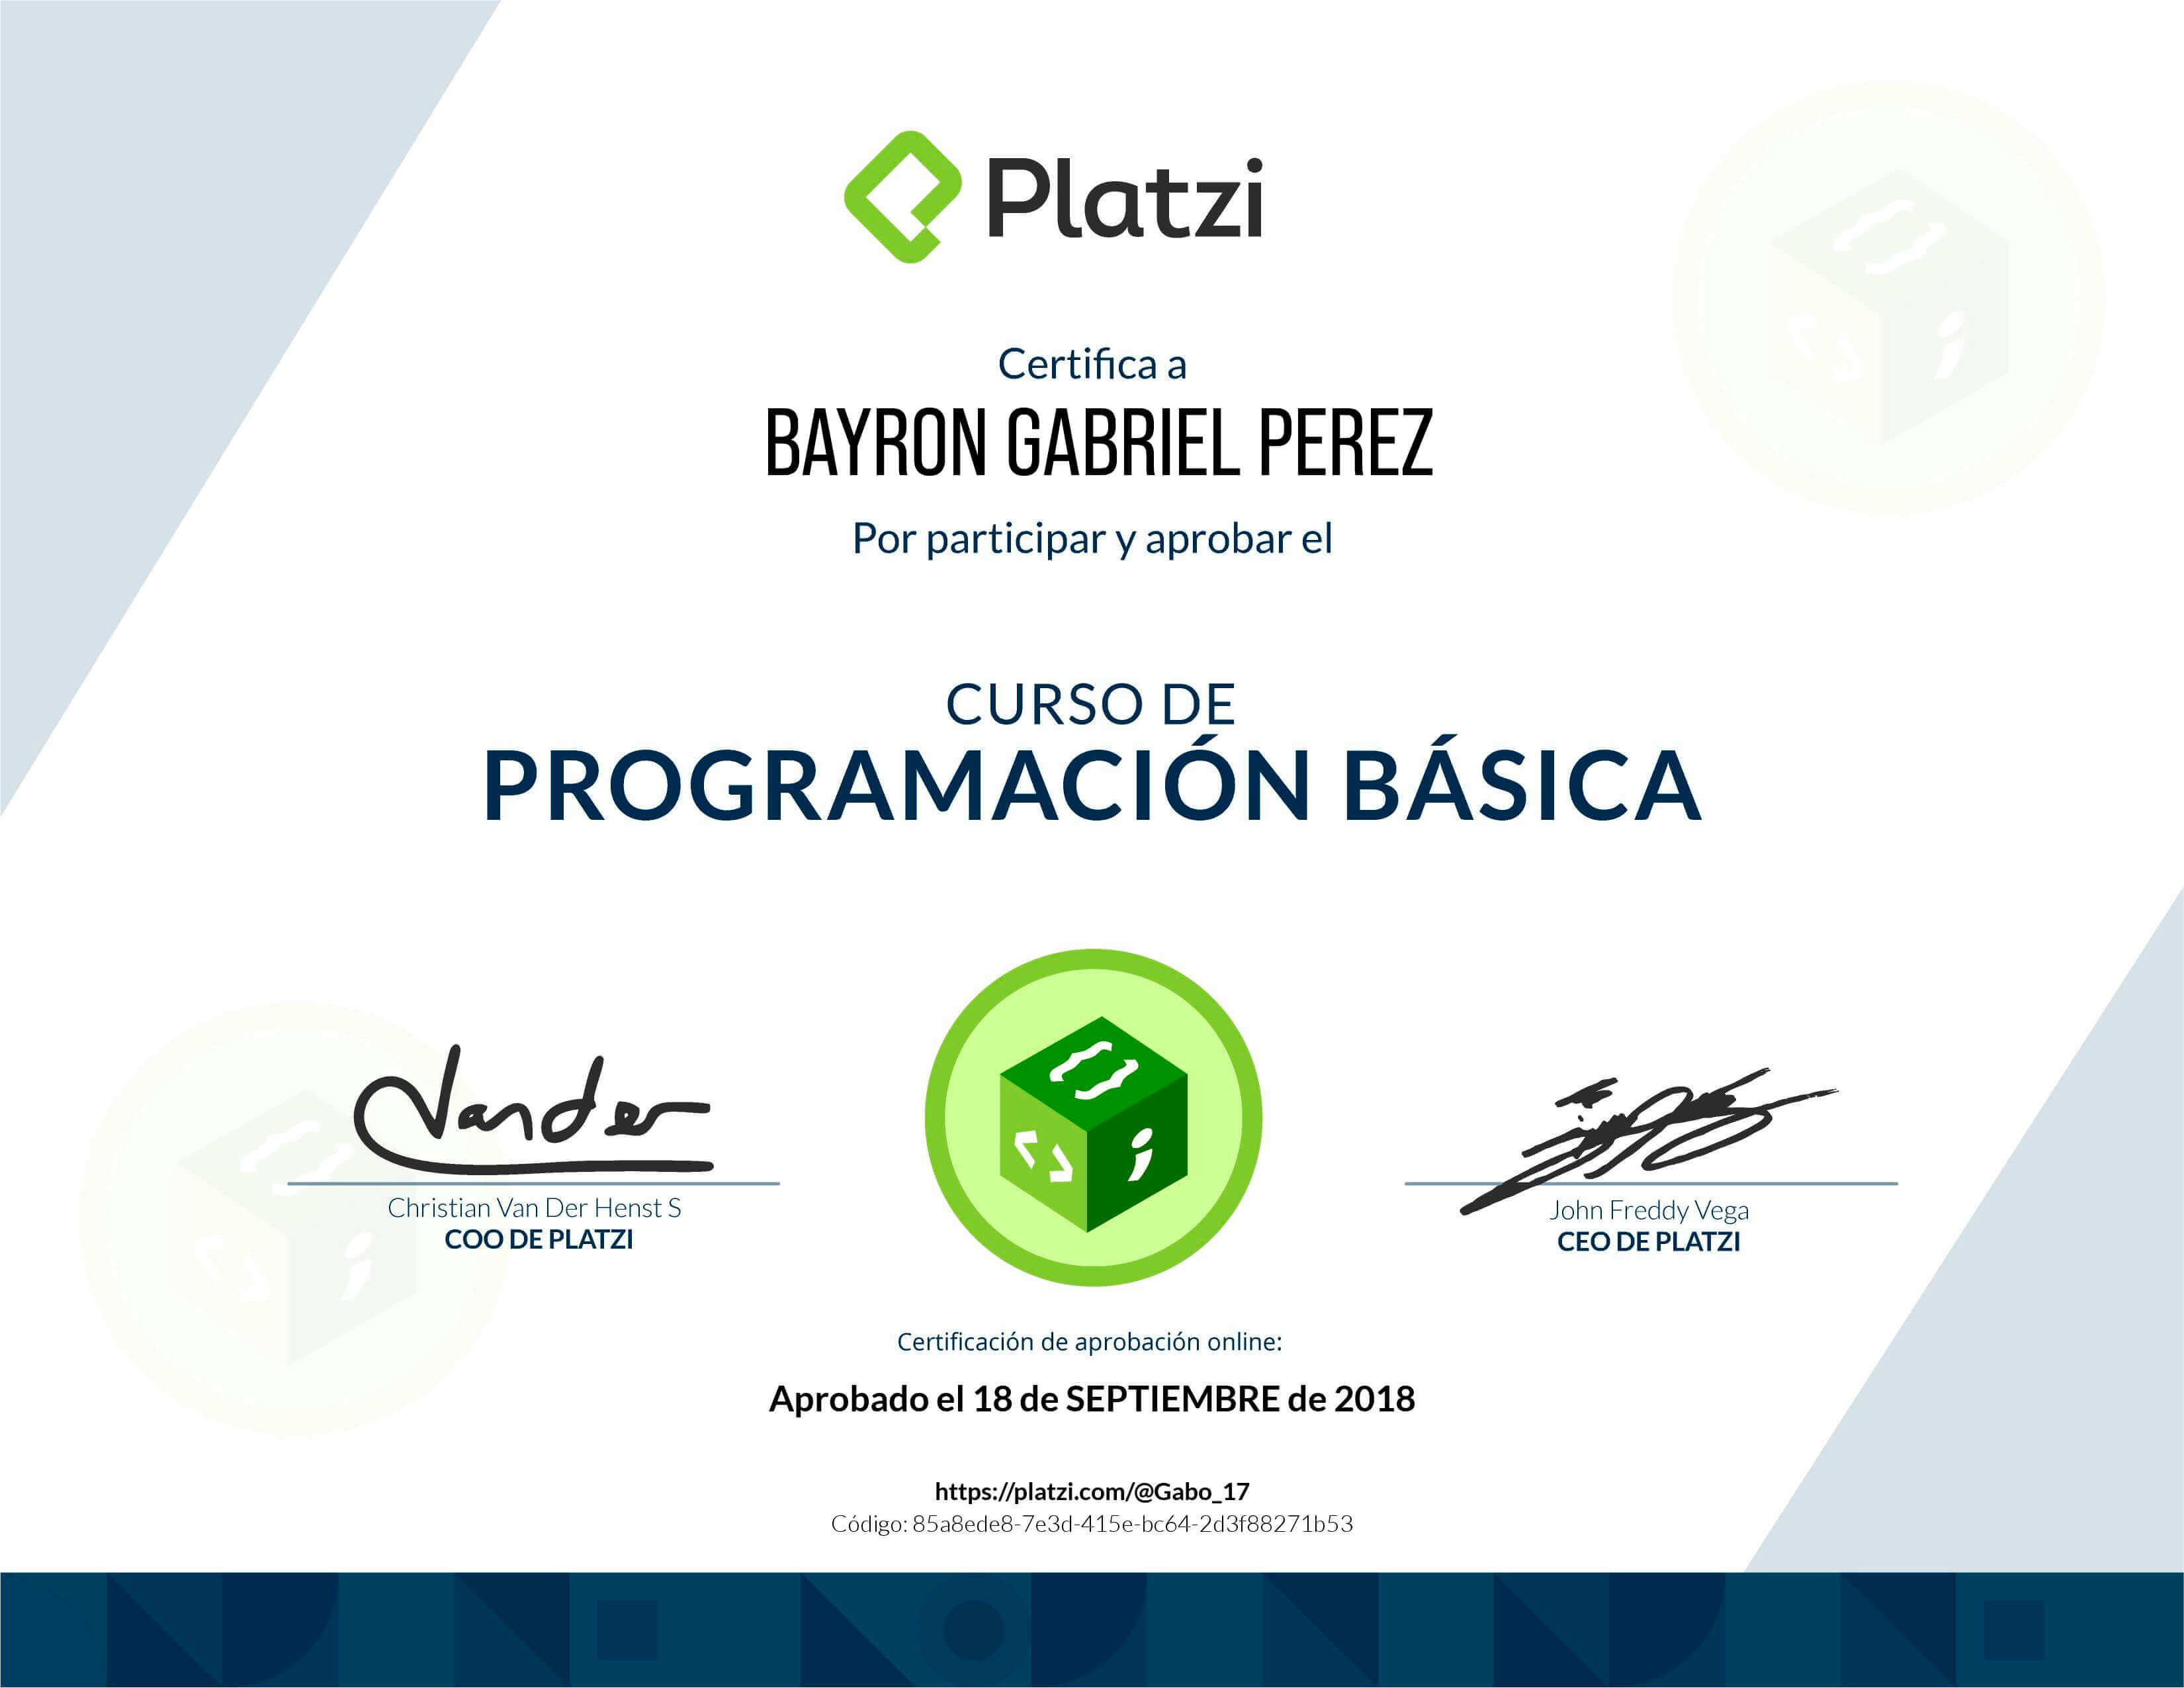 Platzi
Certifica a
BAYRON GABRIEL PEREZ
Por participar y aprobar el
CURSO DE
PROGRAMACIÓN BÁSICA
Vander
Christian Van Der Henst S
COO DE PLATZI
John Freddy Vega
CEO DE PLATZI
Certificación de aprobación online:
Aprobado el 18 de SEPTIEMBRE de 2018
https://platzi.com/@Gabo_17
Código: 85a8ede8-7e3d-415e-bc64-2d3f88271b53